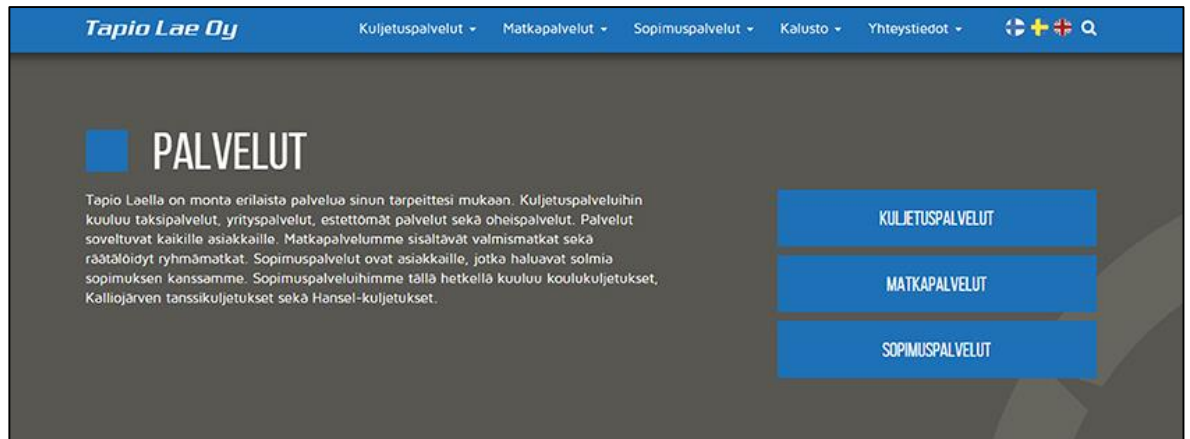 Tapio Lae Oy
Kuljetuspalvelut
Matkapalvelut
Sopimuspalvelut
Kalusto
Yhteystiedot
PALVELUT
Tapio Laella on monta erilaista palvelua sinun tarpeittesi mukaan. Kuljetuspalveluihin
kuuluu taksipalvelut, yrityspalvelut, estettömät palvelut sekä oheispalvelut. Palvelut
soveltuvat kaikille asiakkaille. Matkapalvelumme sisältävät valmismatkat sekä
räätälöidyt ryhmämatkat. Sopimuspalvelut ovat asiakkaille, jotka haluavat solmia
sopimuksen kanssamme. Sopimuspalveluihimme tällä hetkellä kuuluu koulukuljetukset,
Kalliojärven tanssikuljetukset sekä Hansel-kuljetukset.
KULJETUSPALVELUT
MATKAPALVELUT
SOPIMUSPALVELUT